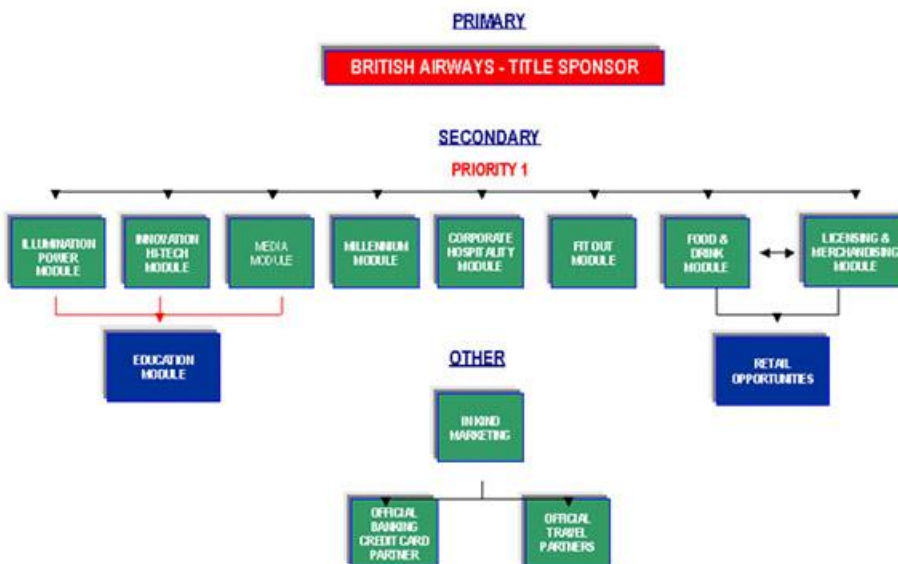 PRIMARY
BRITISH AIRWAYS - TITLE SPONSOR
SECONDARY
PRIORITY 1
ILLUMINATION
POWER
MODULE
INNOVATION
HI-TECH
MODULE
MEDIA
MODULE
MILLENNIUM
MODULE
CORPORATE
HOSPITALITY
MODULE
FIT OUT
MODULE
FOOD &
DRINK
MODULE
LICENSING &
MERCHANDISING
MODULE
EDUCATION
MODULE
RETAIL
OPPORTUNITIES
OTHER
IN KIND
MARKETING
OFFICIAL
BANKING
CREDIT CARD
PARTNER
OFFICIAL
TRAVEL
PARTNERS